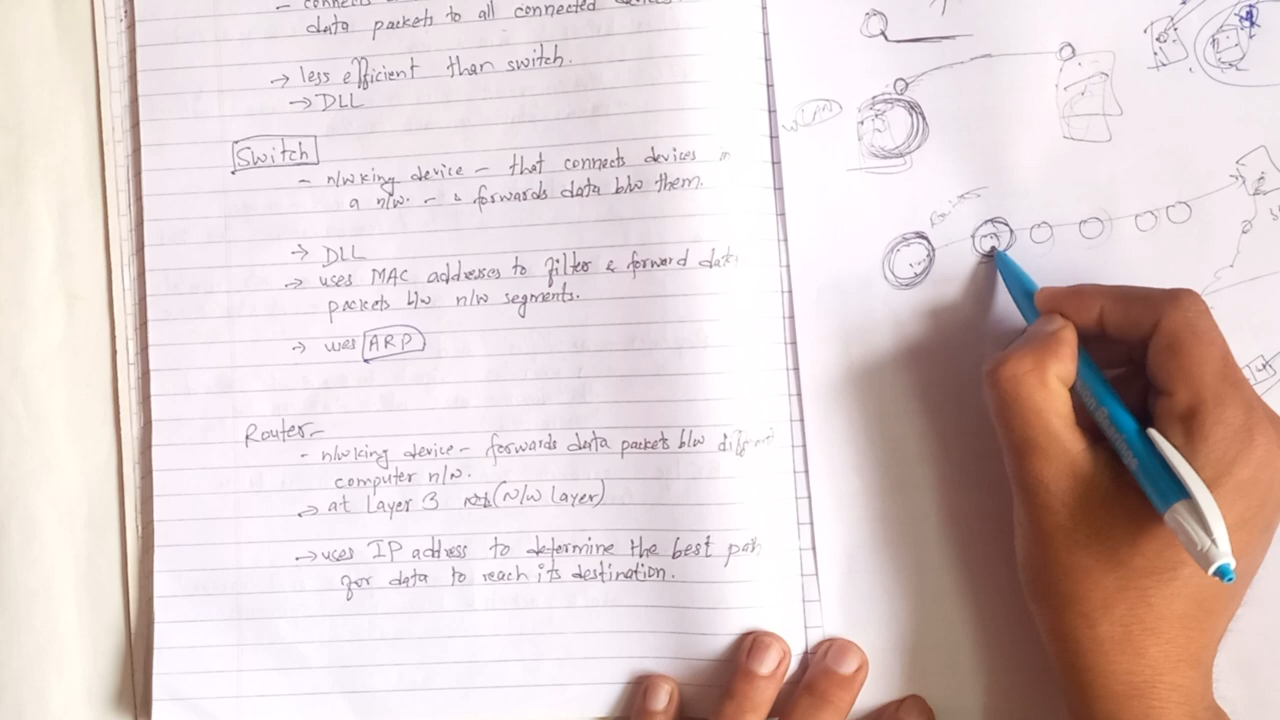 - connects
data packets to all connected devices.
→ less efficient than switch.
→ DLL
Switch
- n/wking device - that connects devices in
a n/w. - & forwards data b/w them.
→ DLL
→ uses MAC addresses to filter & forward data
packets b/w n/w segments.
→ uses ARP
Router-
- n/wking device - forwards data packets b/w different
computer n/w.
→ at Layer 3 (N/W Layer)
→ uses IP address to determine the best path
for data to reach its destination.
WLAN